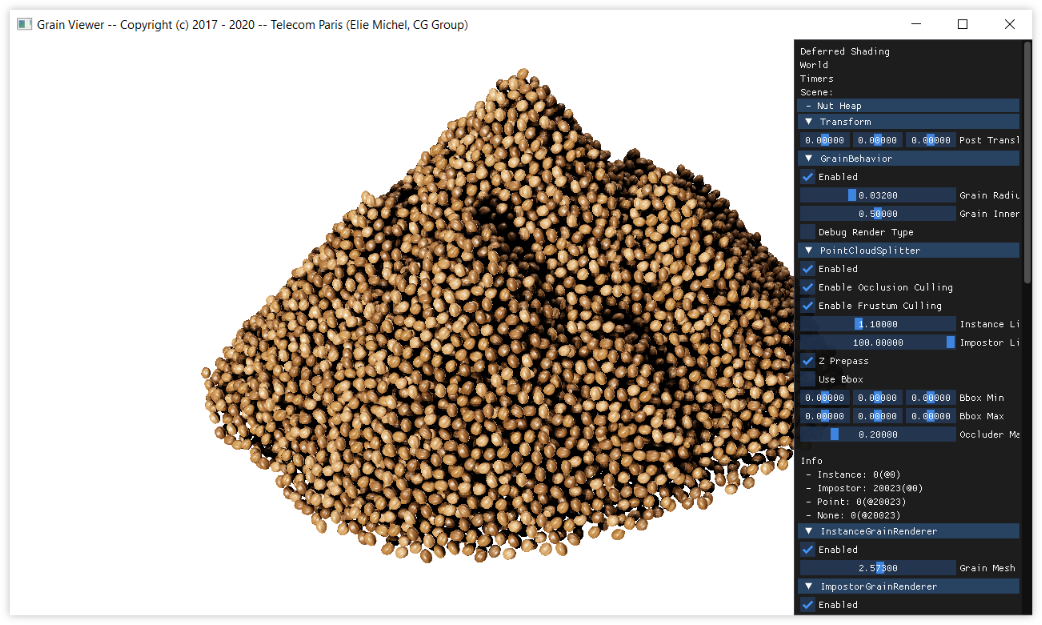 Grain Viewer -- Copyright (c) 2017 - 2020 -- Telecom Paris (Elie Michel, CG Group)
Deferred Shading
World
Timers
Scene:
- Nut Heap
Transform
0.00000 0.00000 0.00000 Post Transl
GrainBehavior
Enabled
0.03200 Grain Radiu
0.50000 Grain Inner
Debug Render Type
PointCloudSplitter
Enabled
Enable Occlusion Culling
Enable Frustum Culling
1.10000 Instance Li
100.00000 Impostor Li
Z Prepass
Use Bbox
0.00000 0.00000 0.00000 Bbox Min
0.00000 0.00000 0.00000 Bbox Max
0.20000 Occluder Ma
Info
- Instance: 0(@0)
- Impostor: 20023(@0)
- Point: 0(@20023)
- None: 0(@20023)
InstanceGrainRenderer
Enabled
2.57300 Grain Mesh
ImpostorGrainRenderer
Enabled